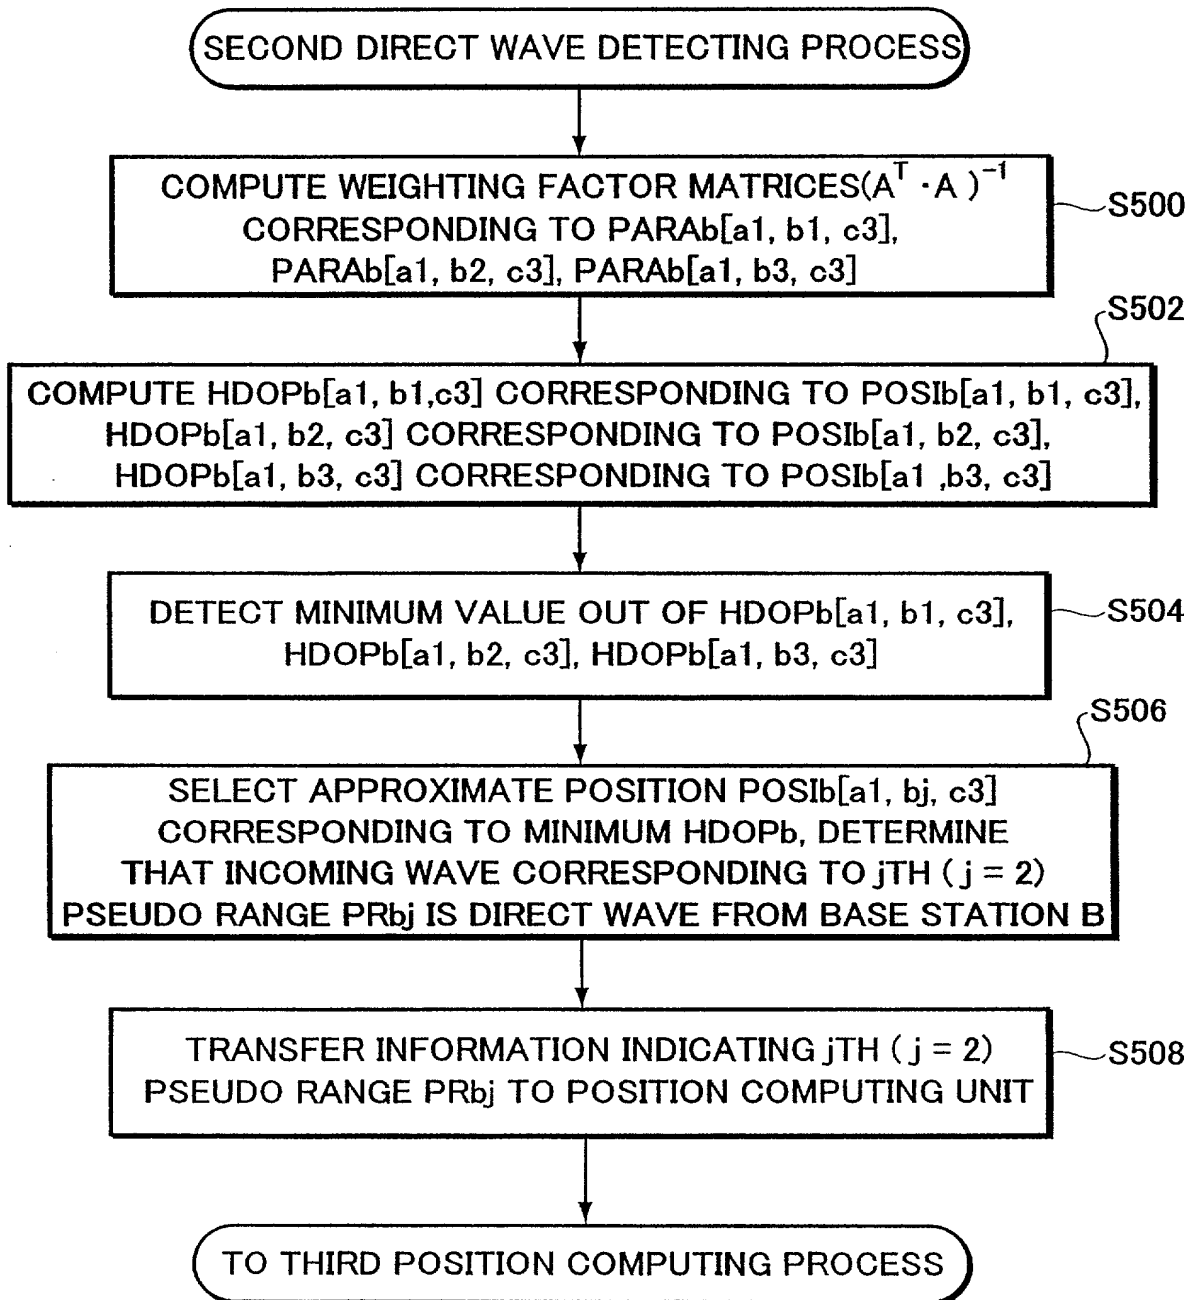 SECOND DIRECT WAVE DETECTING PROCESS
COMPUTE WEIGHTING FACTOR MATRICES(A^T · A )^-1
CORRESPONDING TO PARAb[a1, b1, c3],
PARAb[a1, b2, c3], PARAb[a1, b3, c3]
S500
S502
COMPUTE HDOPb[a1, b1,c3] CORRESPONDING TO POSIb[a1, b1, c3],
HDOPb[a1, b2, c3] CORRESPONDING TO POSIb[a1, b2, c3],
HDOPb[a1, b3, c3] CORRESPONDING TO POSIb[a1 ,b3, c3]
DETECT MINIMUM VALUE OUT OF HDOPb[a1, b1, c3],
HDOPb[a1, b2, c3], HDOPb[a1, b3, c3]
S504
S506
SELECT APPROXIMATE POSITION POSIb[a1, bj, c3]
CORRESPONDING TO MINIMUM HDOPb, DETERMINE
THAT INCOMING WAVE CORRESPONDING TO jTH ( j = 2)
PSEUDO RANGE PRbj IS DIRECT WAVE FROM BASE STATION B
TRANSFER INFORMATION INDICATING jTH ( j = 2)
PSEUDO RANGE PRbj TO POSITION COMPUTING UNIT
S508
TO THIRD POSITION COMPUTING PROCESS